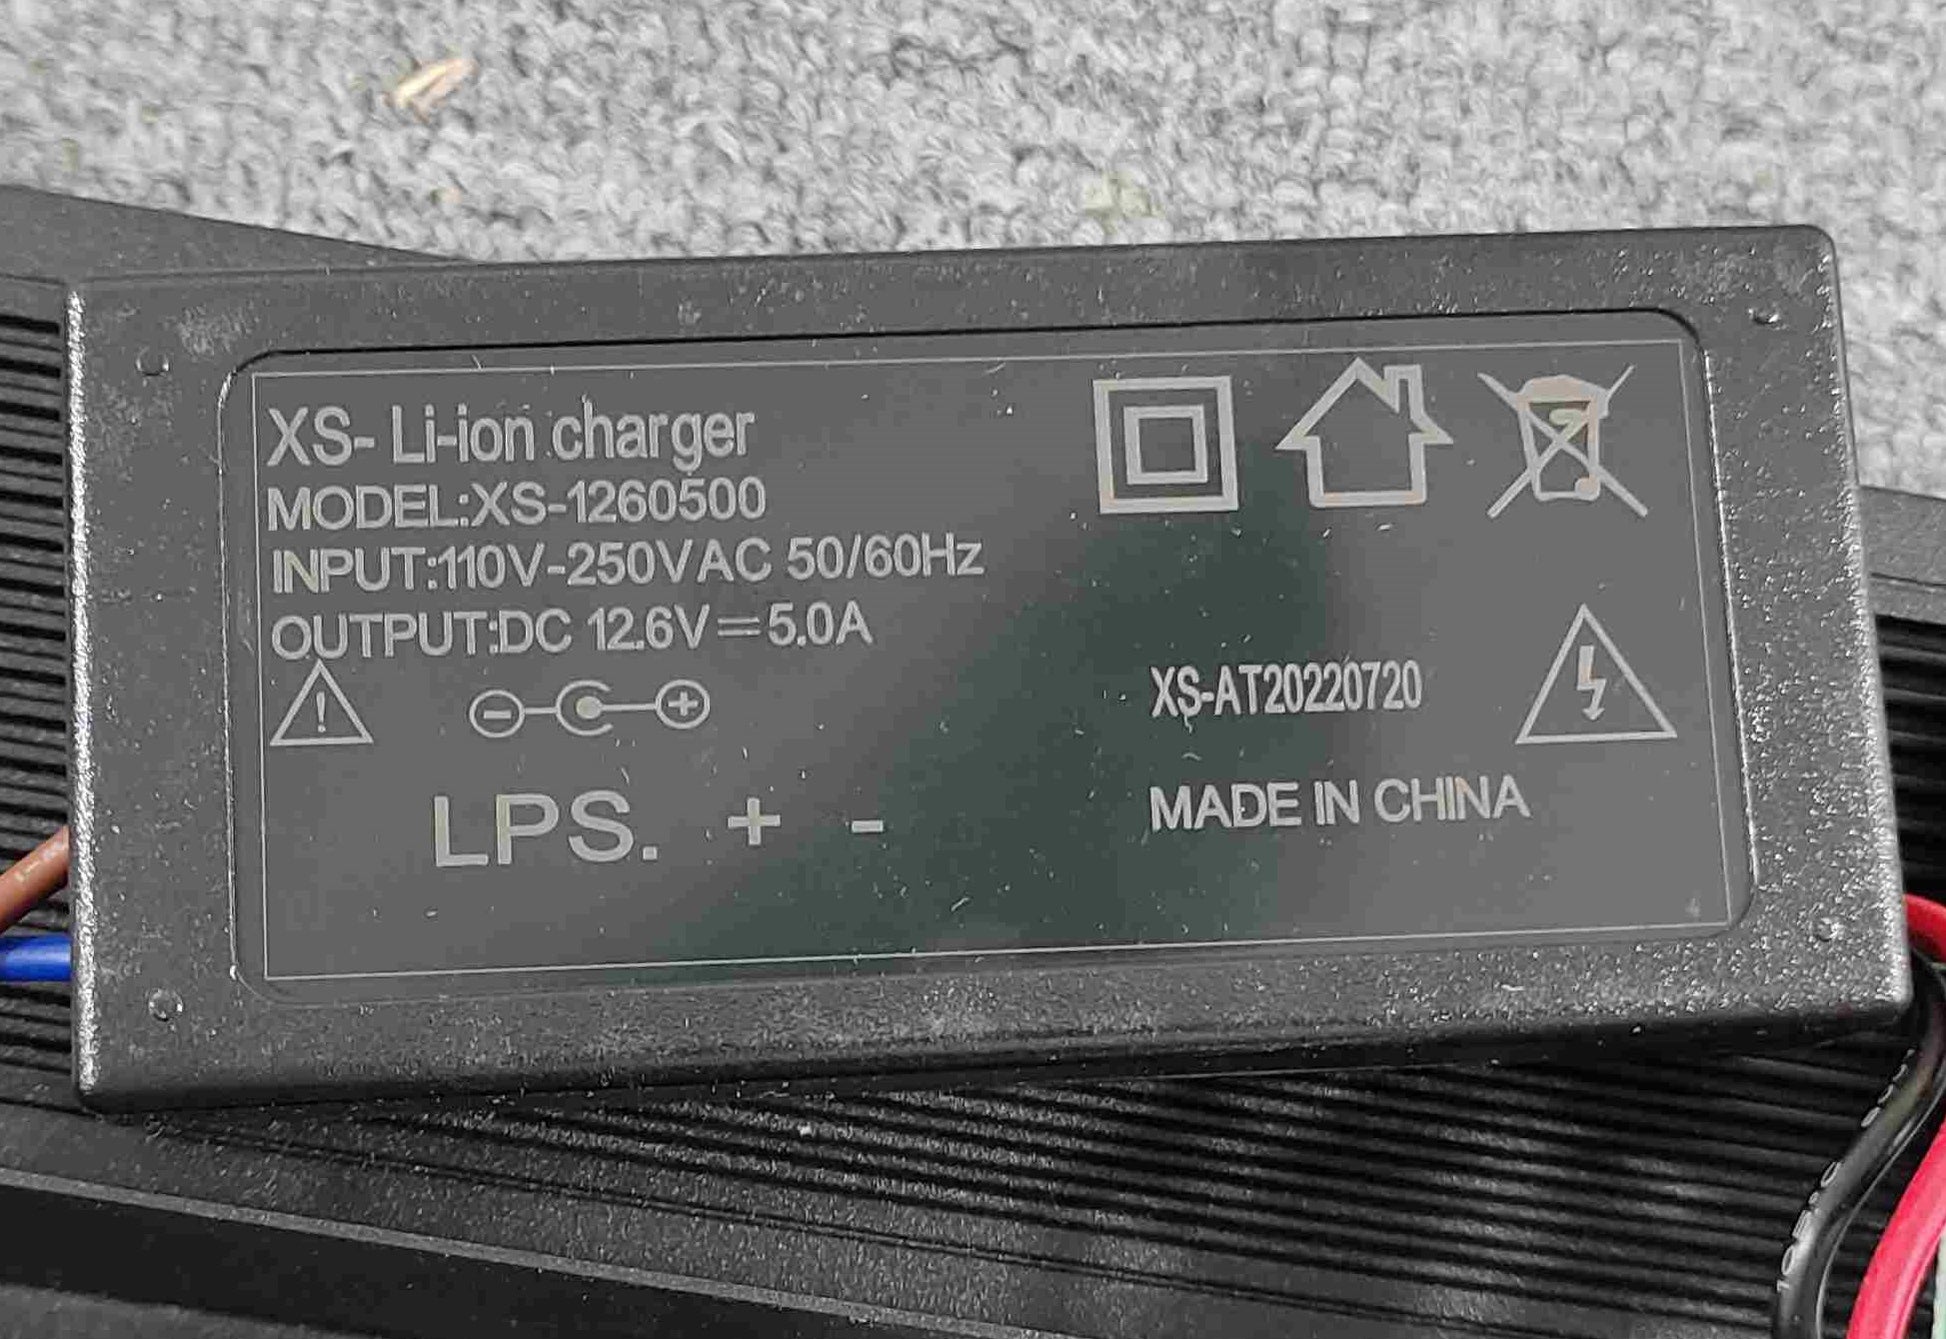 XS- Li-ion charger
MODEL:XS-1260500
INPUT:110V-250VAC 50/60Hz
OUTPUT:DC 12.6V⎓5.0A
XS-AT20220720
LPS. + -
MADE IN CHINA